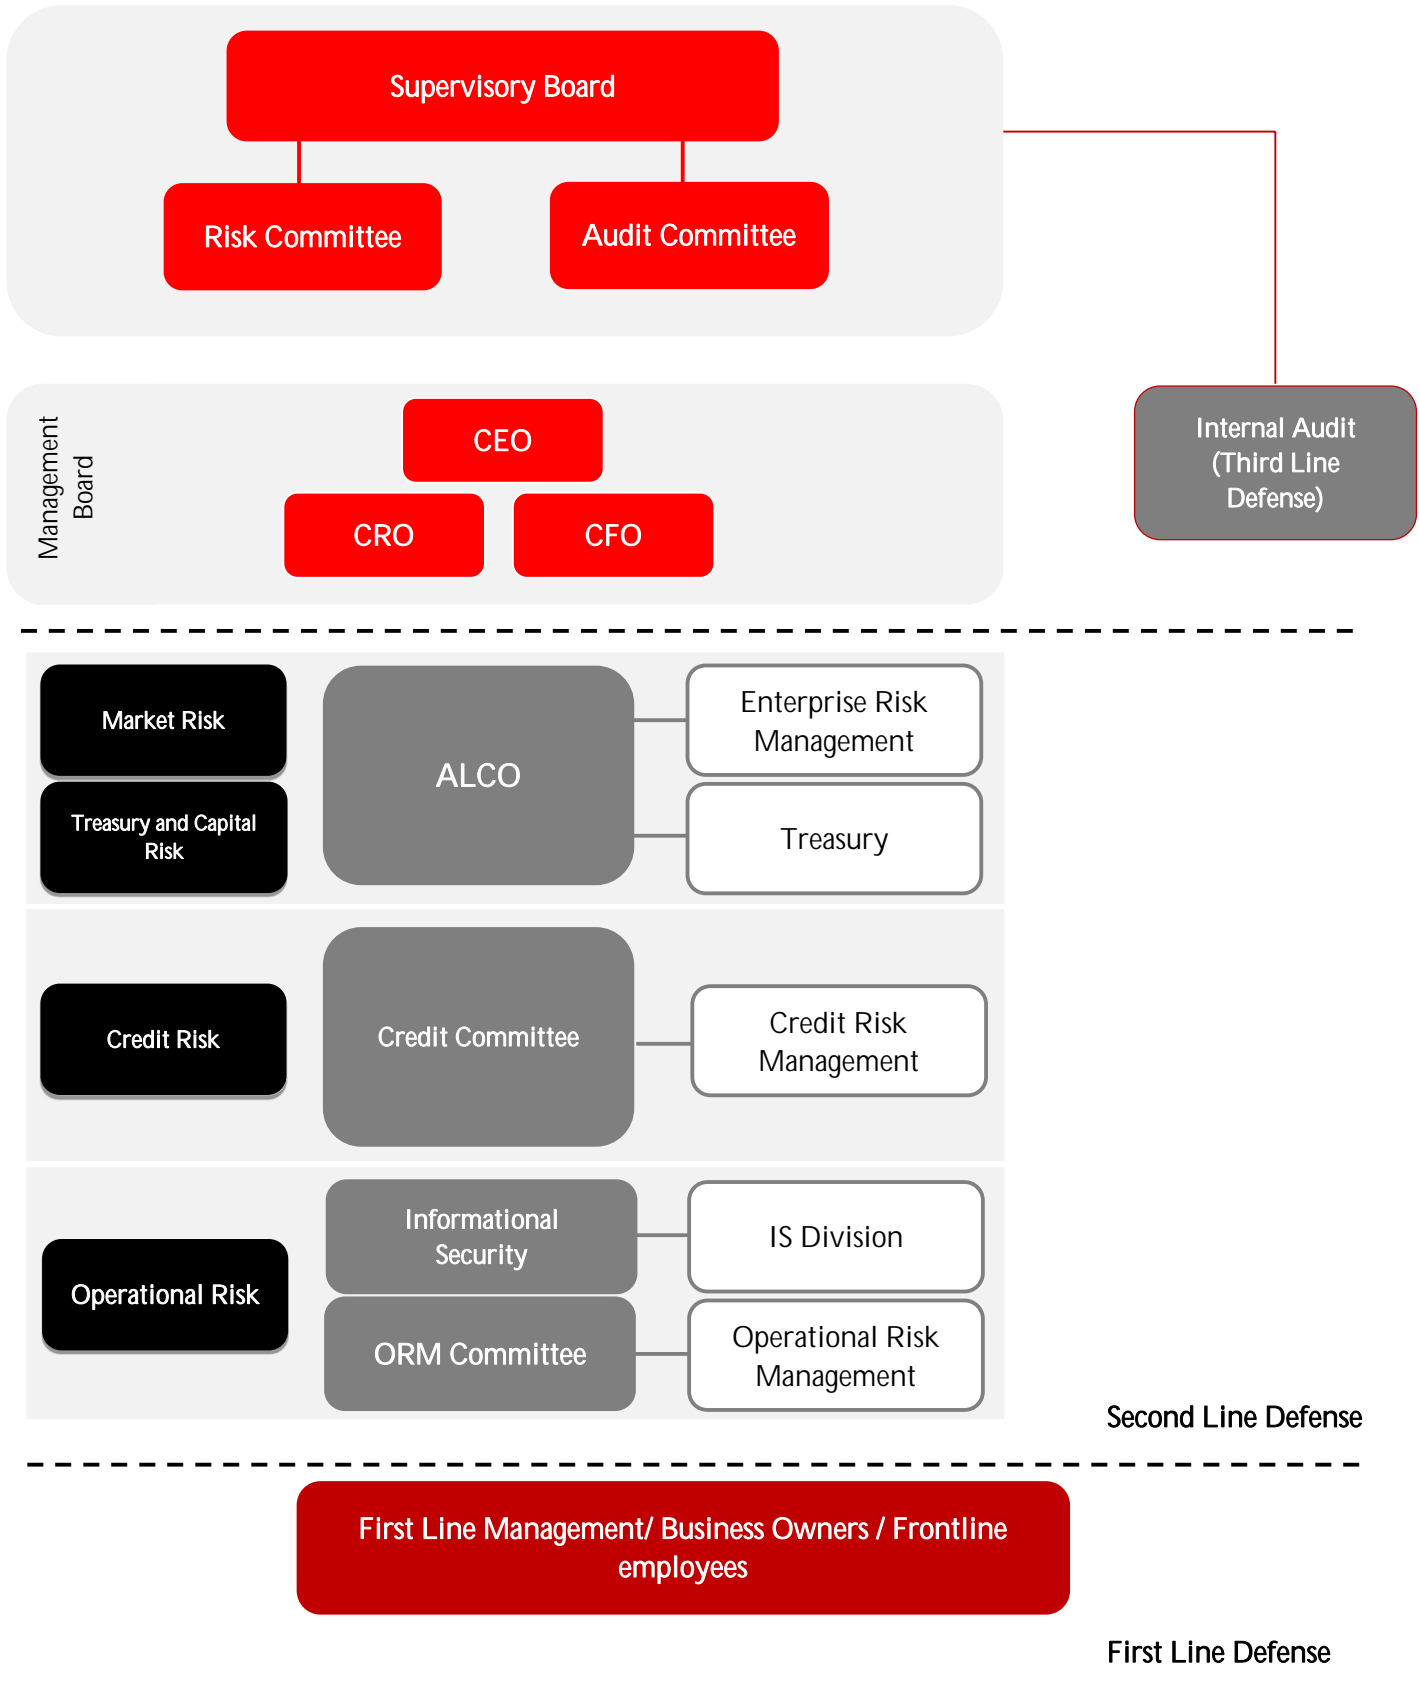 Supervisory Board
Risk Committee
Audit Committee
Management
Board
CEO
CRO
CFO
Internal Audit
(Third Line
Defense)
Market Risk
Treasury and Capital
Risk
ALCO
Enterprise Risk
Management
Treasury
Credit Risk
Credit Committee
Credit Risk
Management
Operational Risk
Informational
Security
IS Division
ORM Committee
Operational Risk
Management
Second Line Defense
First Line Management/ Business Owners / Frontline
employees
First Line Defense